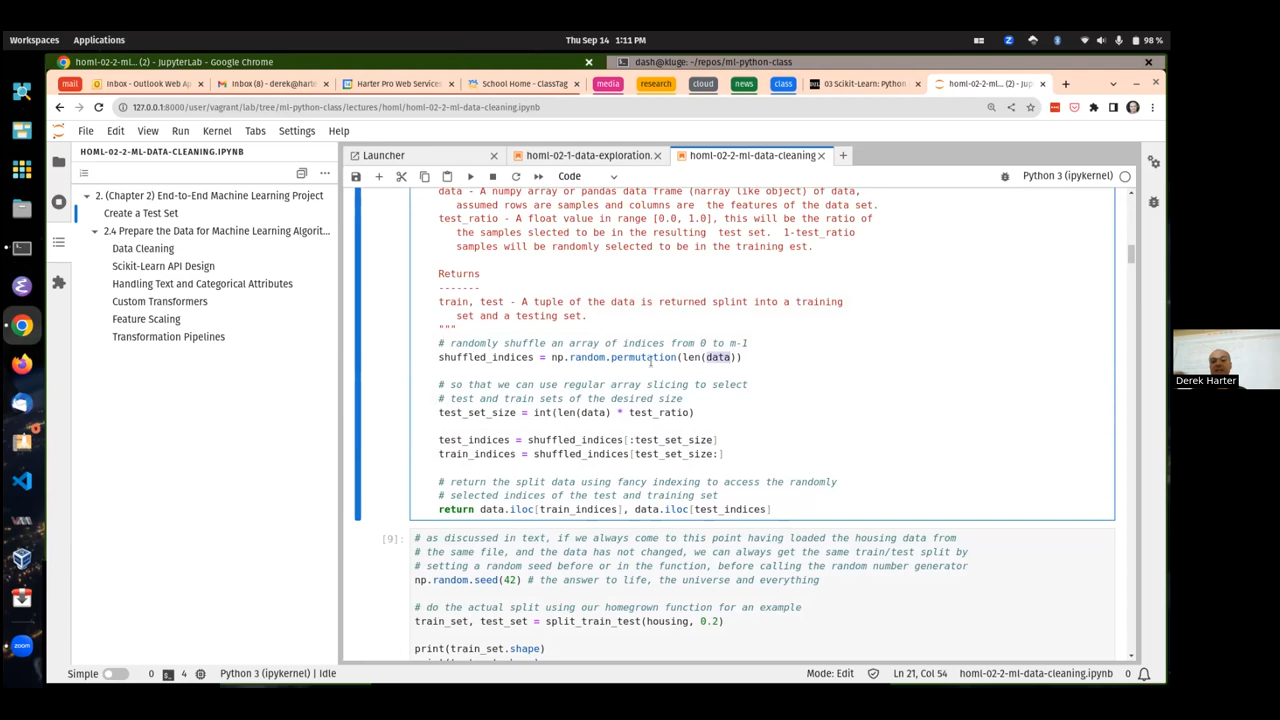 Workspaces Applications Thu Sep 14 1:11 PM 98 %
homl-02-2-ml-data-cleaning.ipynb (2) - JupyterLab - Google Chrome
dash@kluge: ~/repos/ml-python-class
mail Inbox - Outlook Web Ap Inbox (8) - derek@harte Harter Pro Web Services School Home - ClassTag media research cloud news class 03 Scikit-Learn: Python homl-02-2-ml-data-cleaning.ipynb (2) - Jup
127.0.0.1:8000/user/vagrant/lab/tree/ml-python-class/lectures/homl/homl-02-2-ml-data-cleaning.ipynb
File Edit View Run Kernel Tabs Settings Help
HOML-02-2-ML-DATA-CLEANING.IPYNB
Launcher homl-02-1-data-exploration. homl-02-2-ml-data-cleaning
Code Python 3 (ipykernel)
2. (Chapter 2) End-to-End Machine Learning Project
Create a Test Set
2.4 Prepare the Data for Machine Learning Algorit...
Data Cleaning
Scikit-Learn API Design
Handling Text and Categorical Attributes
Custom Transformers
Feature Scaling
Transformation Pipelines
data - A numpy array or pandas data frame (narray like object) of data,
assumed rows are samples and columns are the features of the data set.
test_ratio - A float value in range [0.0, 1.0], this will be the ratio of
the samples slected to be in the resulting test set. 1-test_ratio
samples will be randomly selected to be in the training est.
Returns
-------
train, test - A tuple of the data is returned splint into a training
set and a testing set.
"""
# randomly shuffle an array of indices from 0 to m-1
shuffled_indices = np.random.permutation(len(data))
# so that we can use regular array slicing to select
# test and train sets of the desired size
test_set_size = int(len(data) * test_ratio)
test_indices = shuffled_indices[:test_set_size]
train_indices = shuffled_indices[test_set_size:]
# return the split data using fancy indexing to access the randomly
# selected indices of the test and training set
return data.iloc[train_indices], data.iloc[test_indices]
[9]:
# as discussed in text, if we always come to this point having loaded the housing data from
# the same file, and the data has not changed, we can always get the same train/test split by
# setting a random seed before or in the function, before calling the random number generator
np.random.seed(42) # the answer to life, the universe and everything
# do the actual split using our homegrown function for an example
train_set, test_set = split_train_test(housing, 0.2)
print(train_set.shape)
Derek Harter
Simple 0 4 Python 3 (ipykernel) | Idle Mode: Edit Ln 21, Col 54 homl-02-2-ml-data-cleaning.ipynb 0